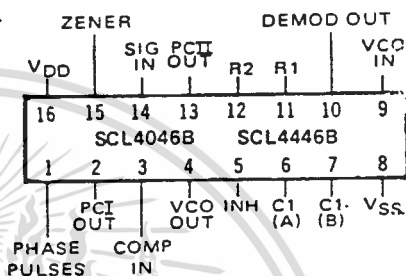 ZENER
DEMOD OUT
SIG IN
PCII OUT
VCO IN
VDD
R2
R1
16 15 14 13 12 11 10 9
SCL4046B SCL4446B
1 2 3 4 5 6 7 8
PCI OUT
VCO OUT
INH
C1 (A)
C1 (B)
VSS
PHASE PULSES
COMP IN